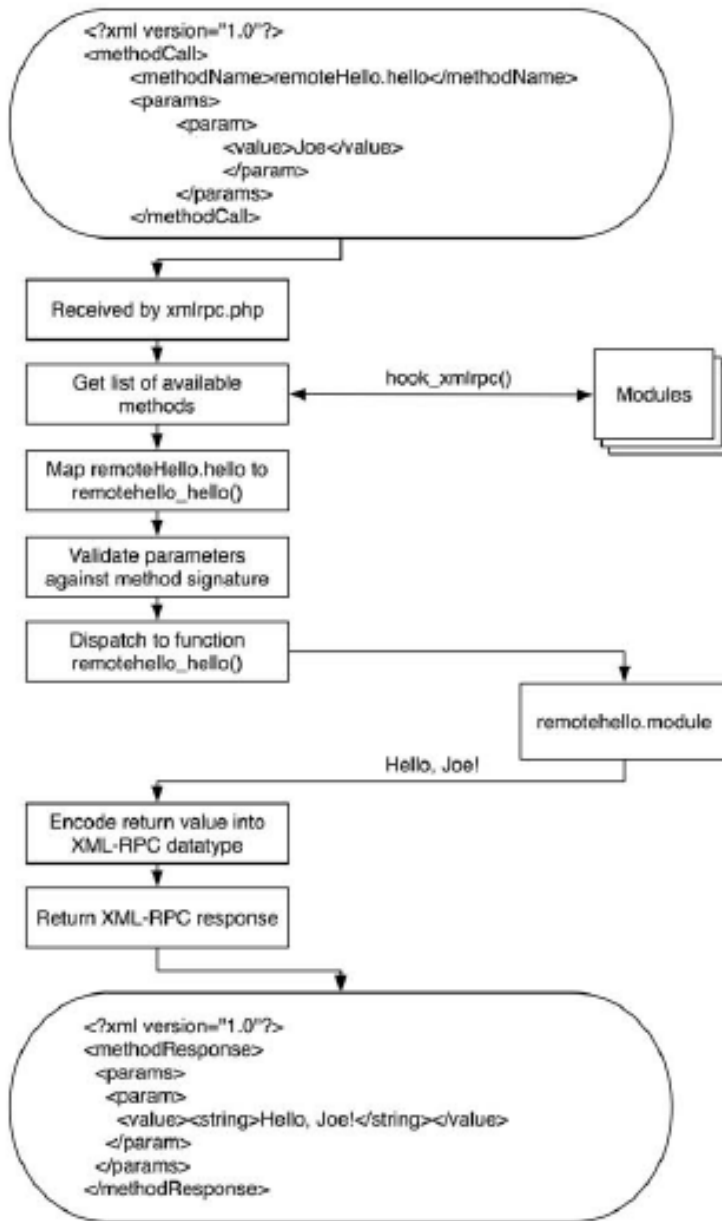 <?xml version="1.0"?>
<methodCall>
<methodName>remoteHello.hello</methodName>
<params>
<param>
<value>Joe</value>
</param>
</params>
</methodCall>
Received by xmlrpc.php
Get list of available
methods
hook_xmlrpc()
Modules
Map remoteHello.hello to
remotehello_hello()
Validate parameters
against method signature
Dispatch to function
remotehello_hello()
remotehello.module
Hello, Joe!
Encode return value into
XML-RPC datatype
Return XML-RPC response
<?xml version="1.0"?>
<methodResponse>
<params>
<param>
<value><string>Hello, Joe!</string></value>
</param>
</params>
</methodResponse>